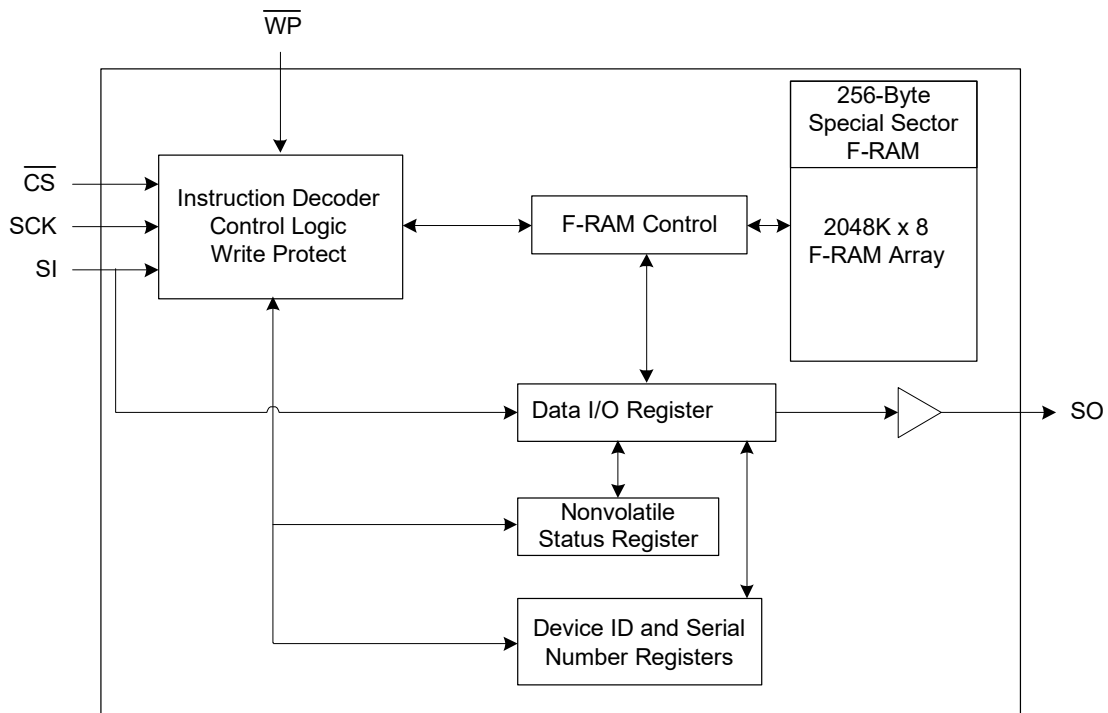 WP
256-Byte
Special Sector
F-RAM
CS
SCK
SI
Instruction Decoder
Control Logic
Write Protect
F-RAM Control
2048K x 8
F-RAM Array
Data I/O Register
SO
Nonvolatile
Status Register
Device ID and Serial
Number Registers